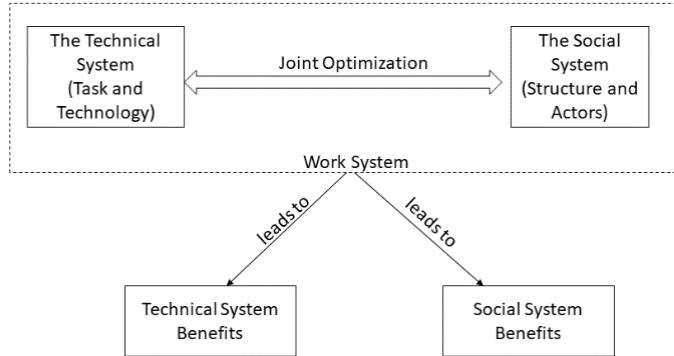 The Technical
System
(Task and
Technology)
Joint Optimization
The Social
System
(Structure and
Actors)
Work System
leads to
leads to
Technical System
Benefits
Social System
Benefits